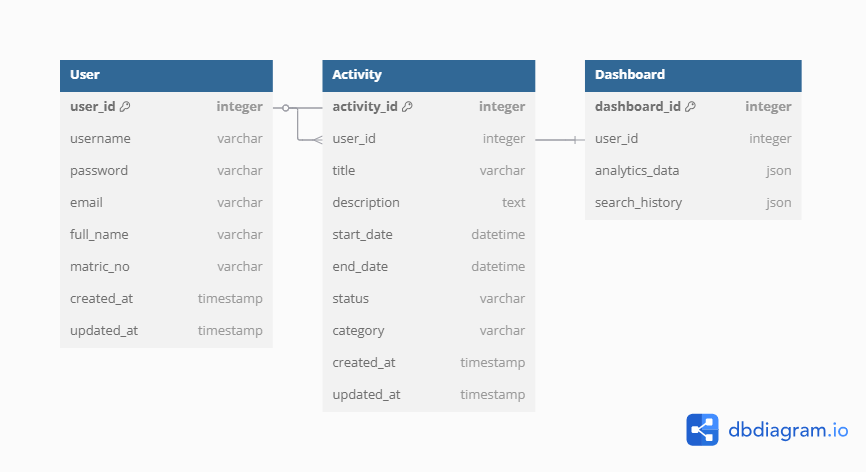 User
user_id integer
username varchar
password varchar
email varchar
full_name varchar
matric_no varchar
created_at timestamp
updated_at timestamp
Activity
activity_id integer
user_id integer
title varchar
description text
start_date datetime
end_date datetime
status varchar
category varchar
created_at timestamp
updated_at timestamp
Dashboard
dashboard_id integer
user_id integer
analytics_data json
search_history json
dbdiagram.io